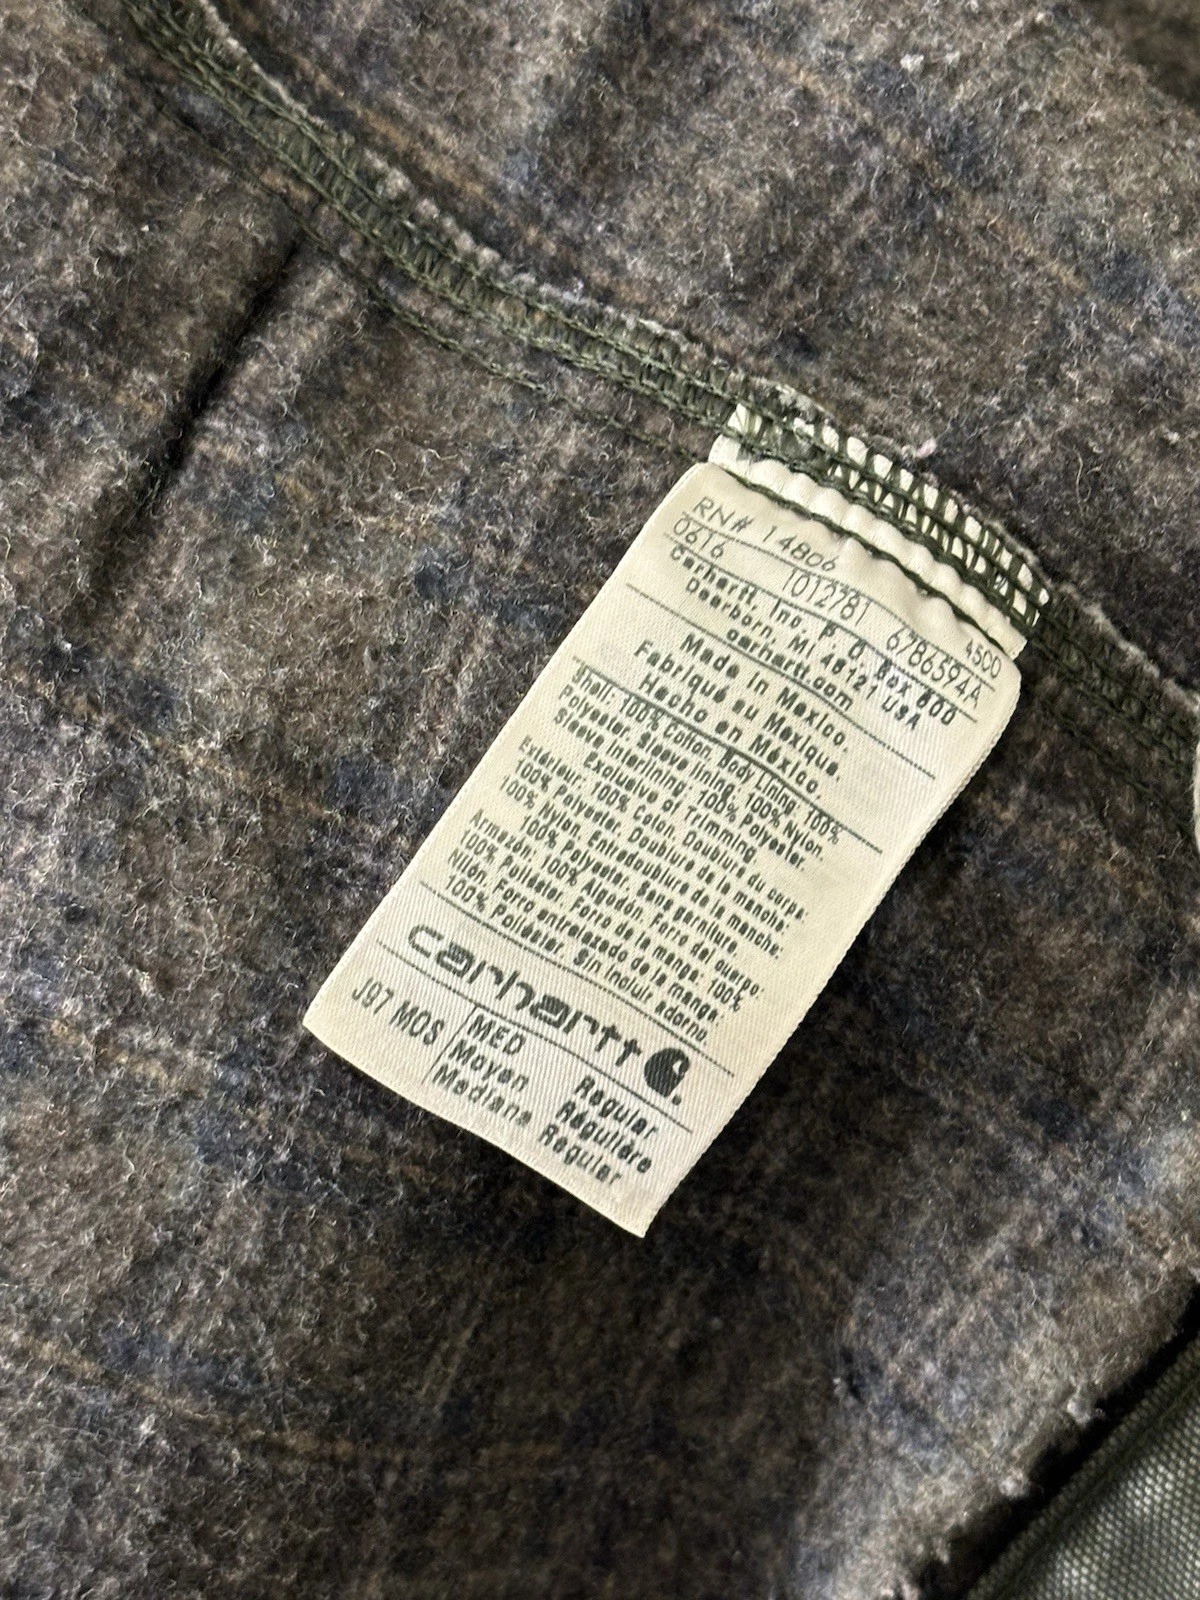 RN# 14806
0616 1012781 6786594A 4500
Carhartt, Inc. P. O. Box 600
Dearborn, MI 48121 USA
carhartt.com
Made in Mexico.
Fabriqué au Mexique.
Hecho en México.
Shell: 100% Cotton. Body Lining: 100%
Polyester. Sleeve lining: 100% Nylon.
Sleeve Interlining: 100% Polyester.
Exclusive of Trimming.
Extérieur: 100% Coton. Doublure du corps:
100% Polyester. Doublure de la manche:
100% Nylon. Entredoublure de la manche:
100% Polyester. Sans garniture.
Armazón: 100% Algodón. Forro del cuerpo:
100% Poliéster. Forro de la manga: 100%
Nilón. Forro entrelazado de la manga:
100% Poliéster. Sin incluir adorno.
carhartt
J97 MOS MED Regular
Moyen Régulière
Mediana Regular